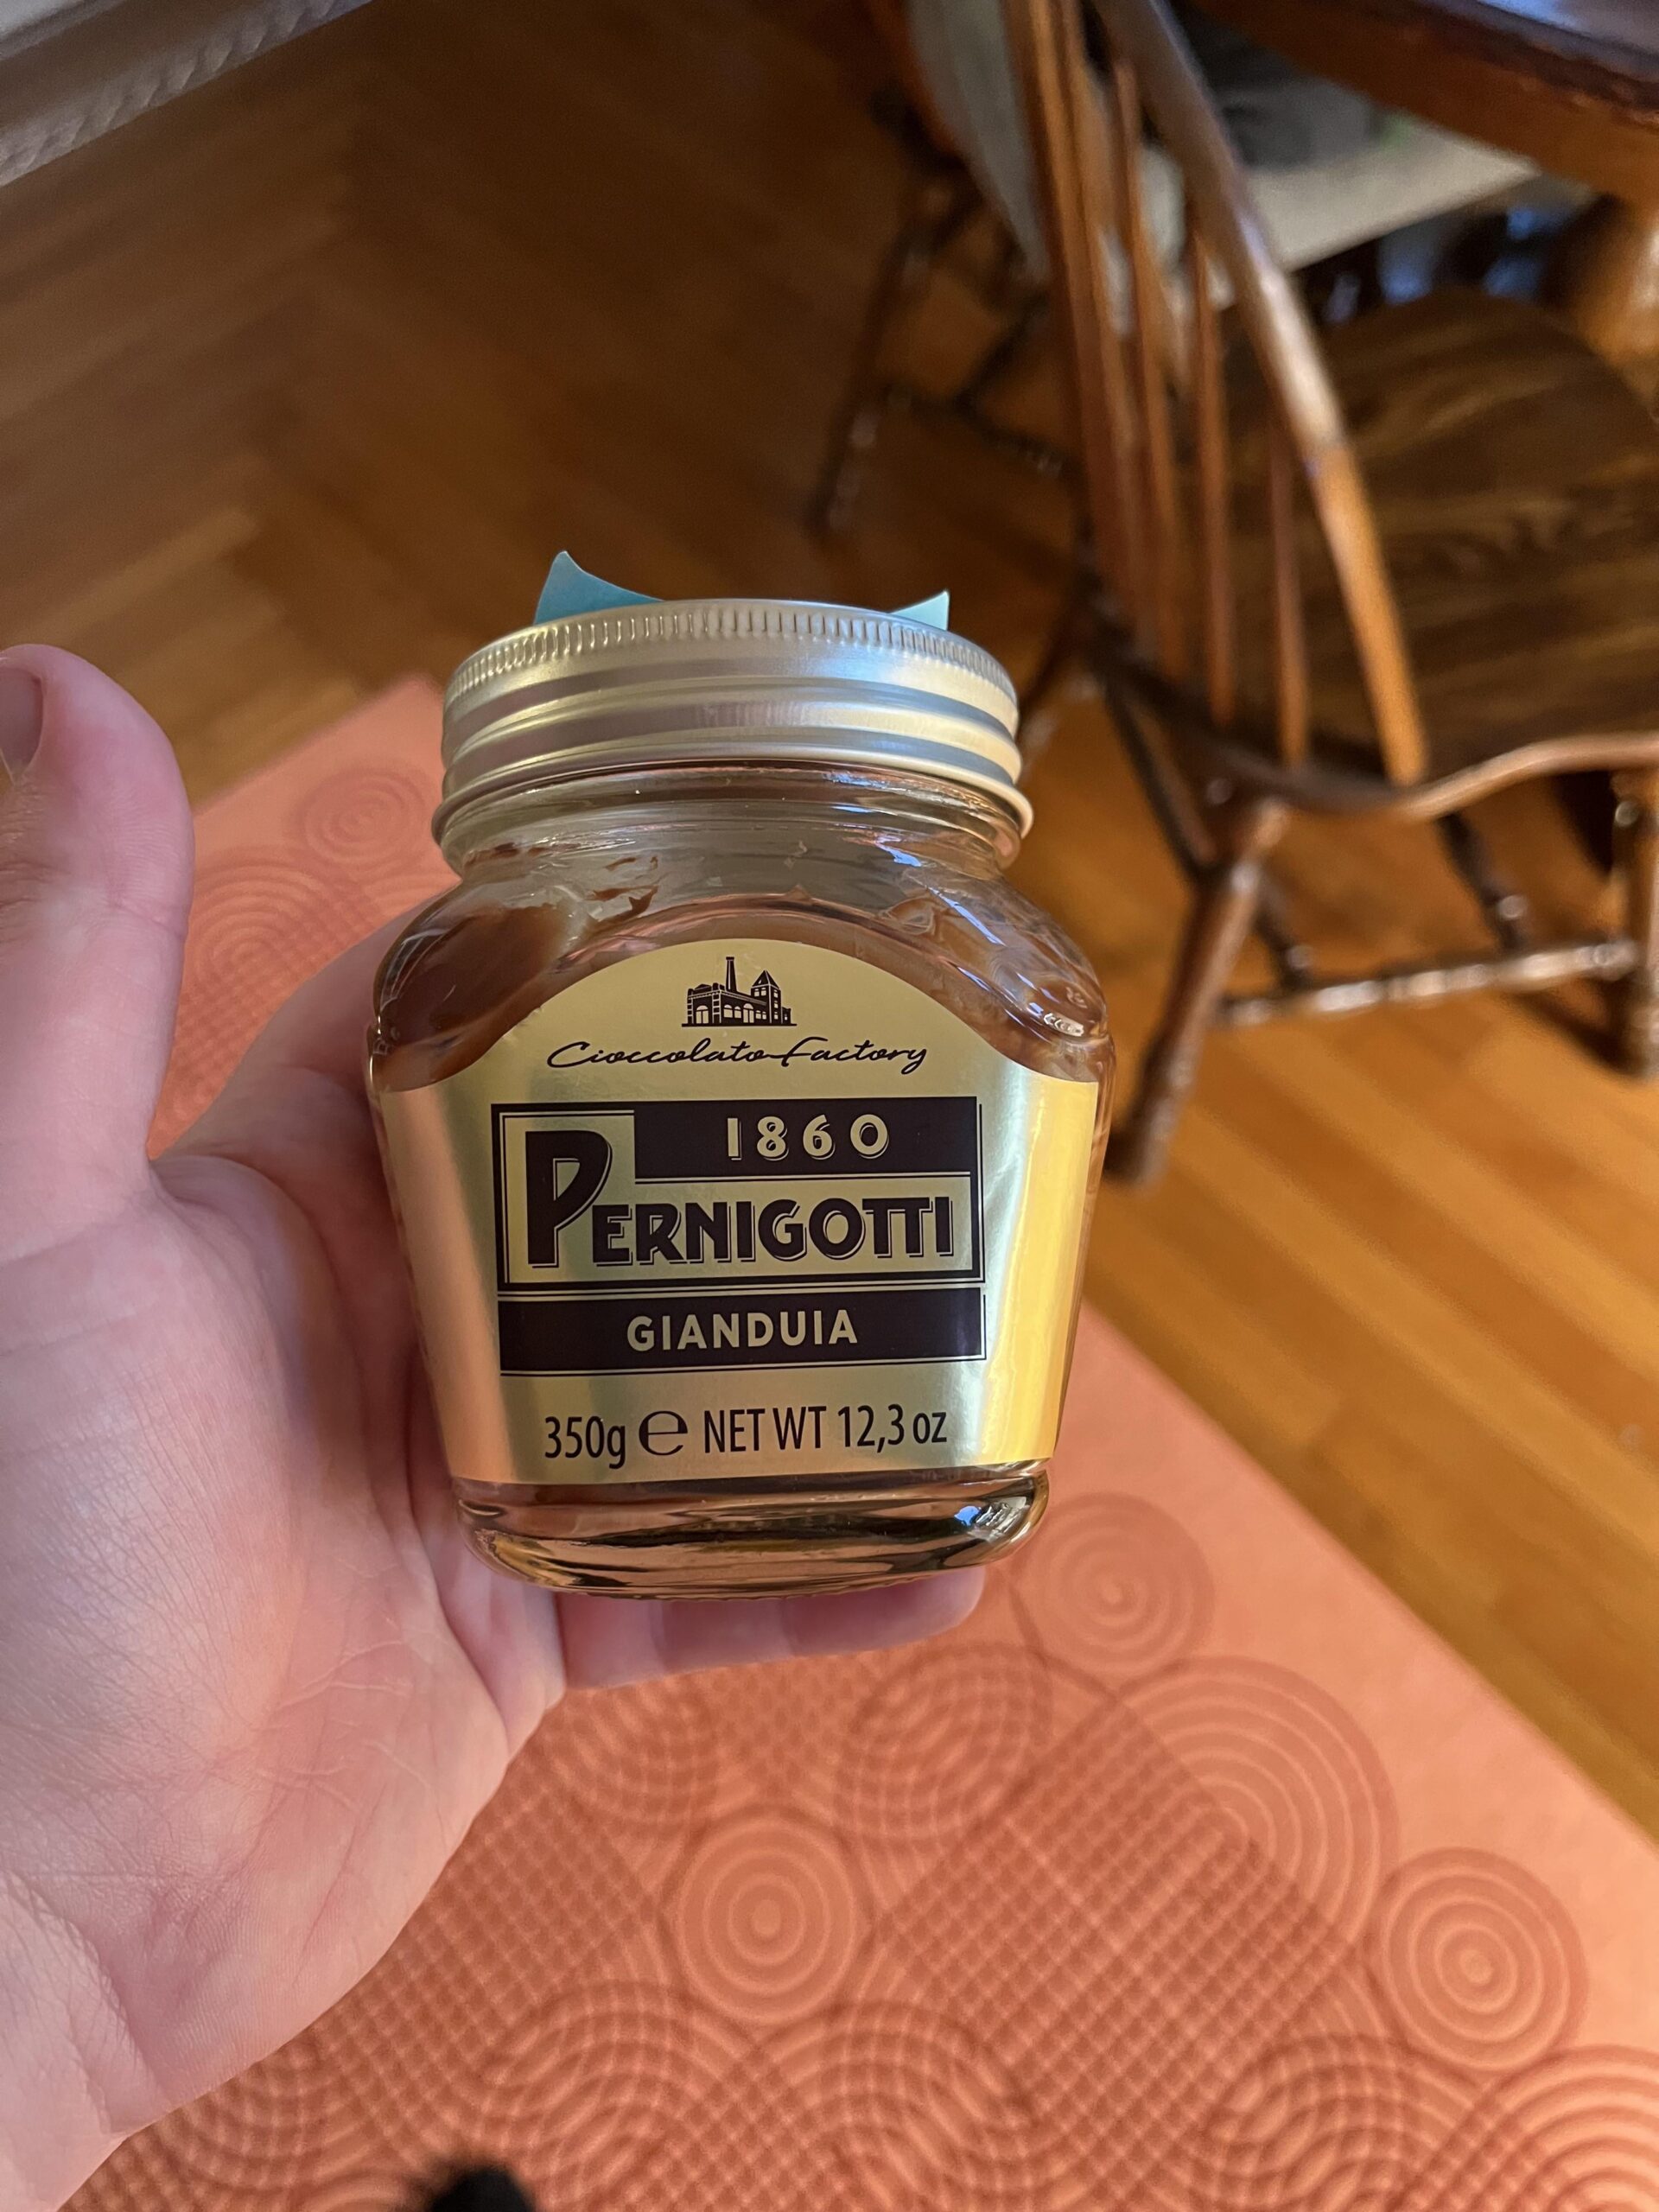 Cioccolato Factory
1860
PERNIGOTTI
GIANDUIA
350g ℮ NET WT 12,3 oz